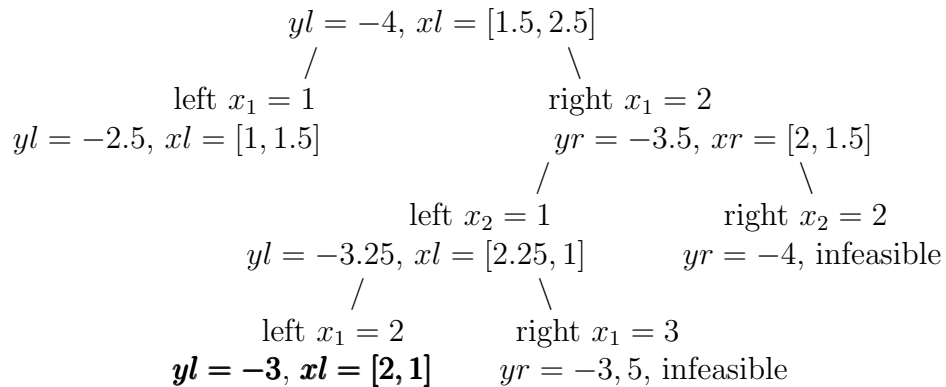 yl = −4, xl = [1.5, 2.5]
left x₁ = 1 right x₁ = 2
yl = −2.5, xl = [1, 1.5] yr = −3.5, xr = [2, 1.5]
left x₂ = 1 right x₂ = 2
yl = −3.25, xl = [2.25, 1] yr = −4, infeasible
left x₁ = 2 right x₁ = 3
yl = −3, xl = [2, 1] yr = −3,5, infeasible